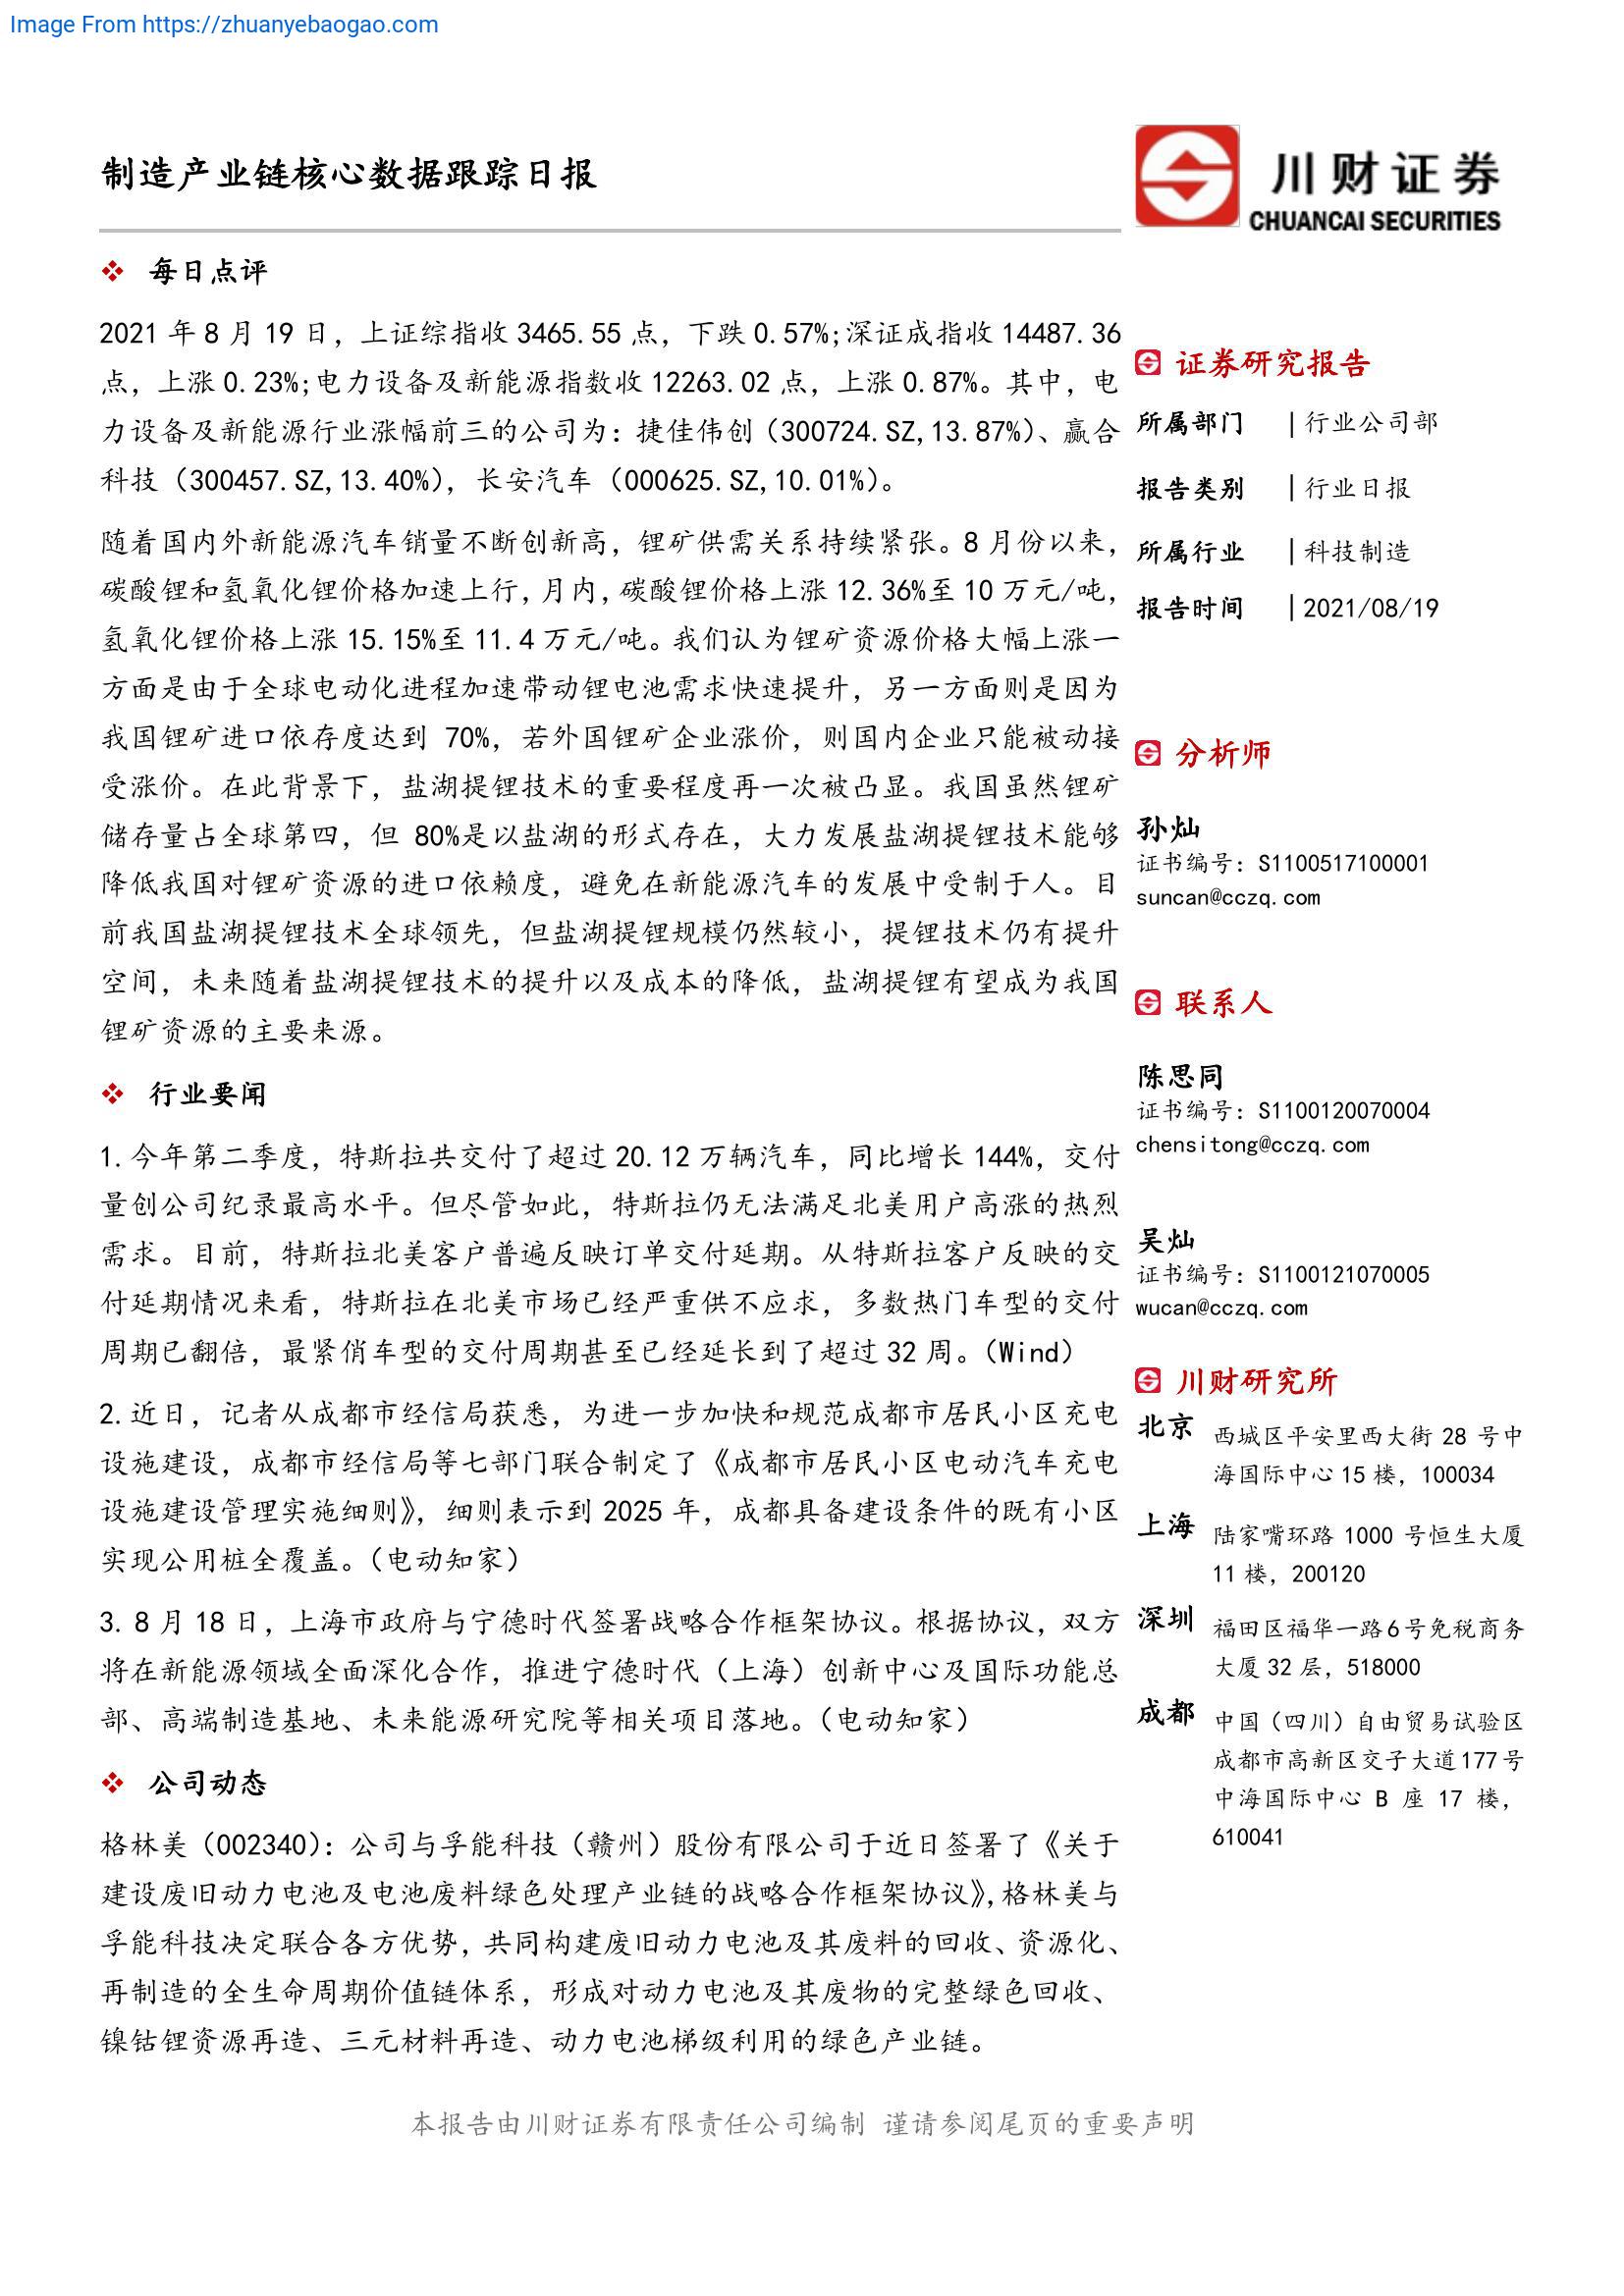 Image From https://zhuanyebaogao.com
制造产业链核心数据跟踪日报
川财证券
CHUANCAI SECURITIES
每日点评
2021 年 8 月 19 日，上证综指收 3465.55 点，下跌 0.57%;深证成指收 14487.36
点，上涨 0.23%;电力设备及新能源指数收 12263.02 点，上涨 0.87%。其中，电
力设备及新能源行业涨幅前三的公司为：捷佳伟创（300724.SZ,13.87%）、赢合
科技（300457.SZ,13.40%），长安汽车（000625.SZ,10.01%）。
随着国内外新能源汽车销量不断创新高，锂矿供需关系持续紧张。8 月份以来，
碳酸锂和氢氧化锂价格加速上行，月内，碳酸锂价格上涨 12.36%至 10 万元/吨，
氢氧化锂价格上涨 15.15%至 11.4 万元/吨。我们认为锂矿资源价格大幅上涨一
方面是由于全球电动化进程加速带动锂电池需求快速提升，另一方面则是因为
我国锂矿进口依存度达到 70%，若外国锂矿企业涨价，则国内企业只能被动接
受涨价。在此背景下，盐湖提锂技术的重要程度再一次被凸显。我国虽然锂矿
储存量占全球第四，但 80%是以盐湖的形式存在，大力发展盐湖提锂技术能够
降低我国对锂矿资源的进口依赖度，避免在新能源汽车的发展中受制于人。目
前我国盐湖提锂技术全球领先，但盐湖提锂规模仍然较小，提锂技术仍有提升
空间，未来随着盐湖提锂技术的提升以及成本的降低，盐湖提锂有望成为我国
锂矿资源的主要来源。
行业要闻
1.今年第二季度，特斯拉共交付了超过 20.12 万辆汽车，同比增长 144%，交付
量创公司纪录最高水平。但尽管如此，特斯拉仍无法满足北美用户高涨的热烈
需求。目前，特斯拉北美客户普遍反映订单交付延期。从特斯拉客户反映的交
付延期情况来看，特斯拉在北美市场已经严重供不应求，多数热门车型的交付
周期已翻倍，最紧俏车型的交付周期甚至已经延长到了超过 32 周。（Wind）
2.近日，记者从成都市经信局获悉，为进一步加快和规范成都市居民小区充电
设施建设，成都市经信局等七部门联合制定了《成都市居民小区电动汽车充电
设施建设管理实施细则》，细则表示到 2025 年，成都具备建设条件的既有小区
实现公用桩全覆盖。（电动知家）
3. 8 月 18 日，上海市政府与宁德时代签署战略合作框架协议。根据协议，双方
将在新能源领域全面深化合作，推进宁德时代（上海）创新中心及国际功能总
部、高端制造基地、未来能源研究院等相关项目落地。（电动知家）
公司动态
格林美（002340）：公司与孚能科技（赣州）股份有限公司于近日签署了《关于
建设废旧动力电池及电池废料绿色处理产业链的战略合作框架协议》，格林美与
孚能科技决定联合各方优势，共同构建废旧动力电池及其废料的回收、资源化、
再制造的全生命周期价值链体系，形成对动力电池及其废物的完整绿色回收、
镍钴锂资源再造、三元材料再造、动力电池梯级利用的绿色产业链。
证券研究报告
所属部门 | 行业公司部
报告类别 | 行业日报
所属行业 | 科技制造
报告时间 | 2021/08/19
分析师
孙灿
证书编号：S1100517100001
suncan@cczq.com
联系人
陈思同
证书编号：S1100120070004
chensitong@cczq.com
吴灿
证书编号：S1100121070005
wucan@cczq.com
川财研究所
北京 西城区平安里西大街 28 号中
海国际中心 15 楼，100034
上海 陆家嘴环路 1000 号恒生大厦
11 楼，200120
深圳 福田区福华一路 6 号免税商务
大厦 32 层，518000
成都 中国（四川）自由贸易试验区
成都市高新区交子大道 177 号
中海国际中心 B 座 17 楼，
610041
本报告由川财证券有限责任公司编制 谨请参阅尾页的重要声明